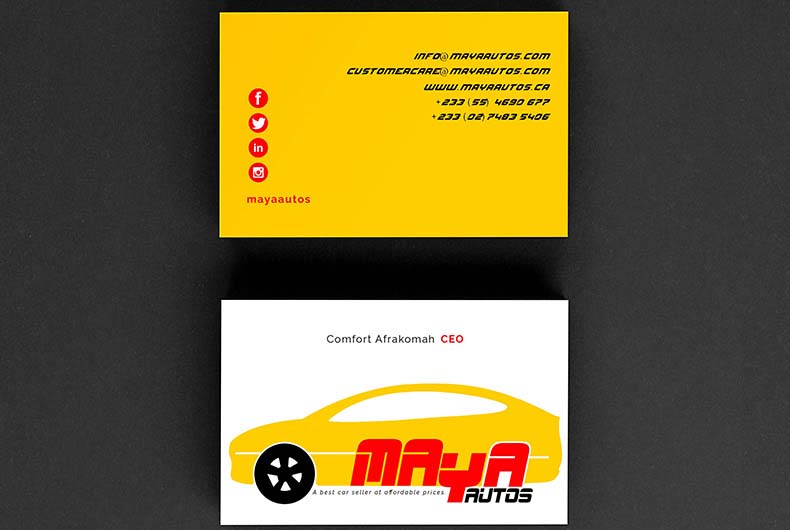 INFO@MAYAAUTOS.COM
CUSTOMERCARE@MAYAAUTOS.COM
WWW.MAYAAUTOS.CA
+233 (55) 4690 677
+233 (02) 7483 5406
mayaautos
Comfort Afrakomah CEO
MAYA
AUTOS
A best car seller at affordable prices.